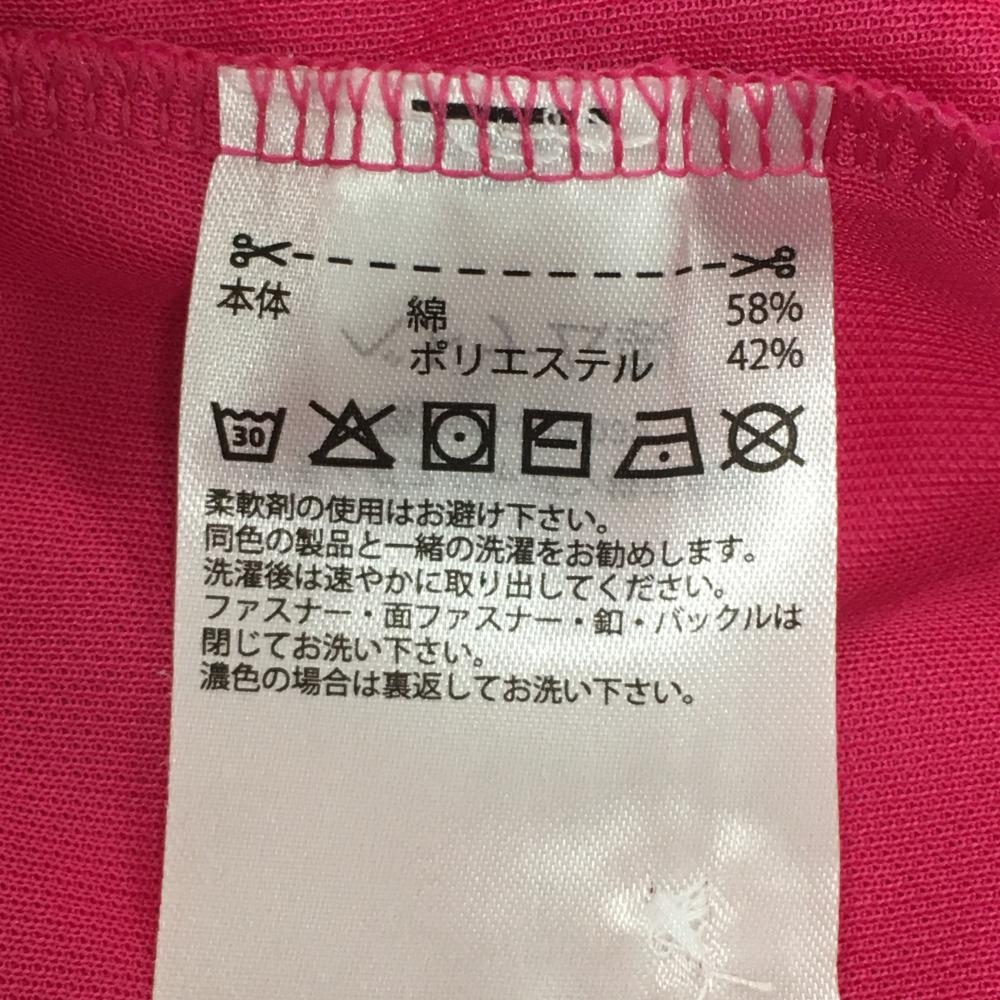 本体 綿 58%
ポリエステル 42%
30
柔軟剤の使用はお避け下さい。
同色の製品と一緒の洗濯をお勧めします。
洗濯後は速やかに取り出してください。
ファスナー・面ファスナー・釦・バックルは
閉じてお洗い下さい。
濃色の場合は裏返してお洗い下さい。